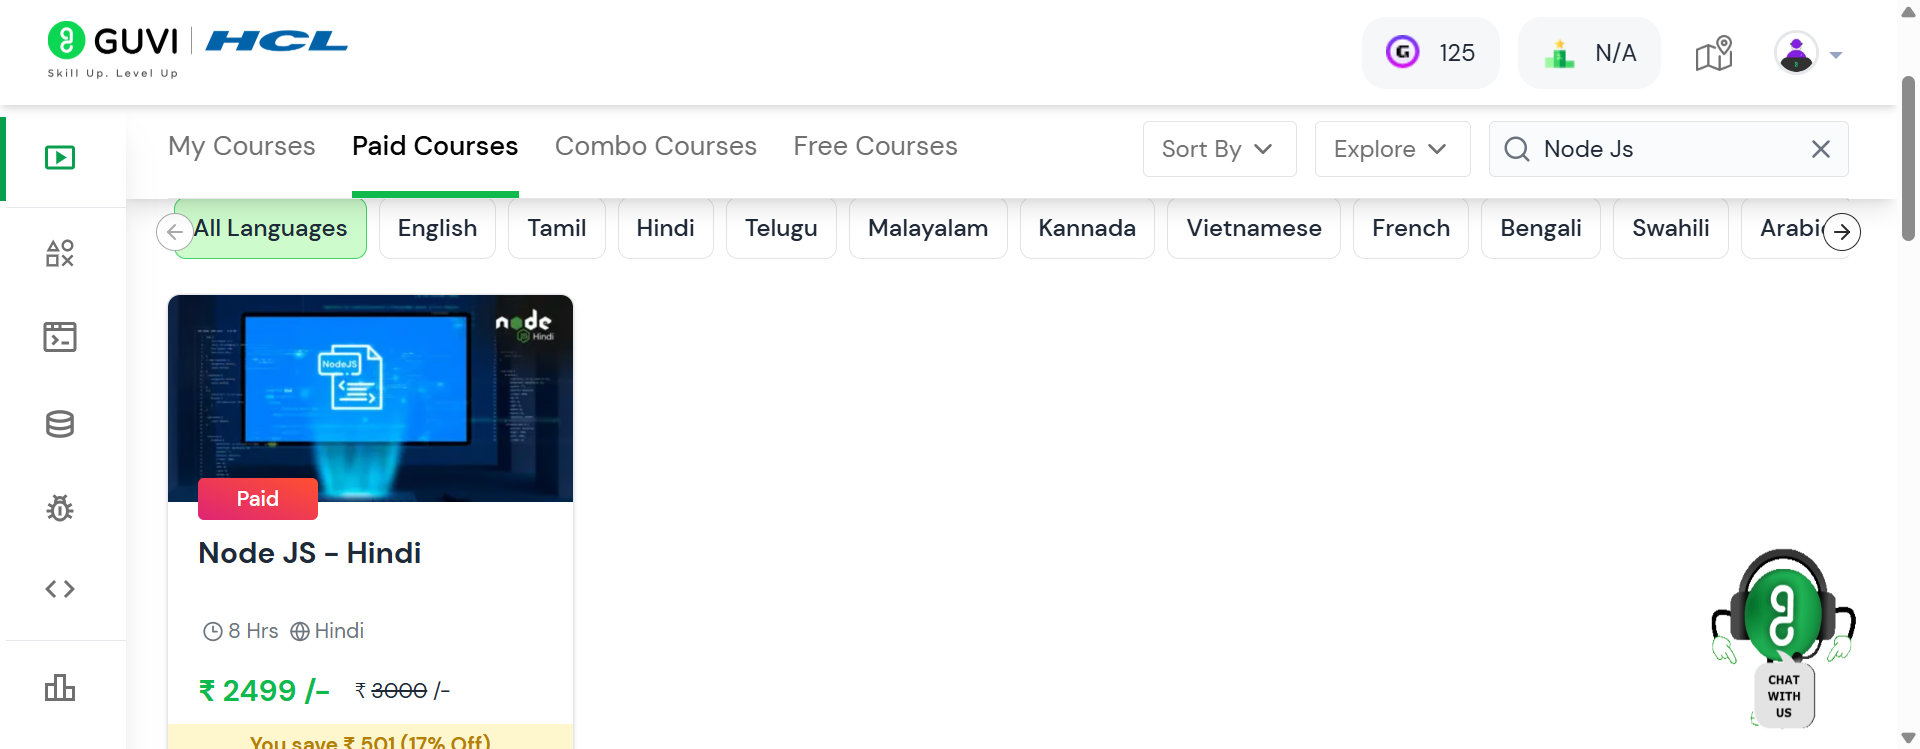 GUVI HCL
Skill Up. Level Up
G 125
N/A
My Courses Paid Courses Combo Courses Free Courses
Sort By Explore Node Js
All Languages English Tamil Hindi Telugu Malayalam Kannada Vietnamese French Bengali Swahili Arabic
node
JS Hindi
NodeJS
Paid
Node JS - Hindi
8 Hrs Hindi
₹ 2499 /- ₹ 3000 /-
You save ₹ 501 (17% Off)
CHAT
WITH
US